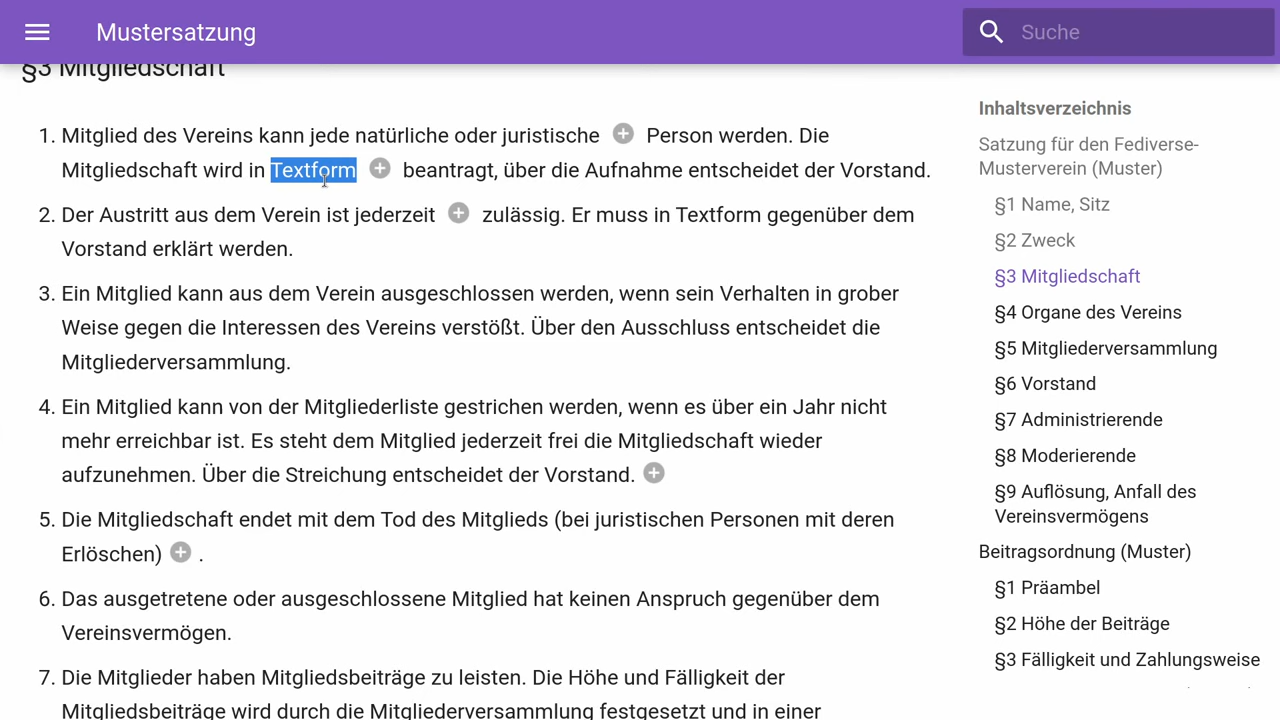 Mustersatzung
Suche
§3 Mitgliedschaft
1. Mitglied des Vereins kann jede natürliche oder juristische Person werden. Die
Mitgliedschaft wird in Textform beantragt, über die Aufnahme entscheidet der Vorstand.
2. Der Austritt aus dem Verein ist jederzeit zulässig. Er muss in Textform gegenüber dem
Vorstand erklärt werden.
3. Ein Mitglied kann aus dem Verein ausgeschlossen werden, wenn sein Verhalten in grober
Weise gegen die Interessen des Vereins verstößt. Über den Ausschluss entscheidet die
Mitgliederversammlung.
4. Ein Mitglied kann von der Mitgliederliste gestrichen werden, wenn es über ein Jahr nicht
mehr erreichbar ist. Es steht dem Mitglied jederzeit frei die Mitgliedschaft wieder
aufzunehmen. Über die Streichung entscheidet der Vorstand.
5. Die Mitgliedschaft endet mit dem Tod des Mitglieds (bei juristischen Personen mit deren
Erlöschen) .
6. Das ausgetretene oder ausgeschlossene Mitglied hat keinen Anspruch gegenüber dem
Vereinsvermögen.
7. Die Mitglieder haben Mitgliedsbeiträge zu leisten. Die Höhe und Fälligkeit der
Mitgliedsbeiträge wird durch die Mitgliederversammlung festgesetzt und in einer
Inhaltsverzeichnis
Satzung für den Fediverse-
Musterverein (Muster)
§1 Name, Sitz
§2 Zweck
§3 Mitgliedschaft
§4 Organe des Vereins
§5 Mitgliederversammlung
§6 Vorstand
§7 Administrierende
§8 Moderierende
§9 Auflösung, Anfall des
Vereinsvermögens
Beitragsordnung (Muster)
§1 Präambel
§2 Höhe der Beiträge
§3 Fälligkeit und Zahlungsweise